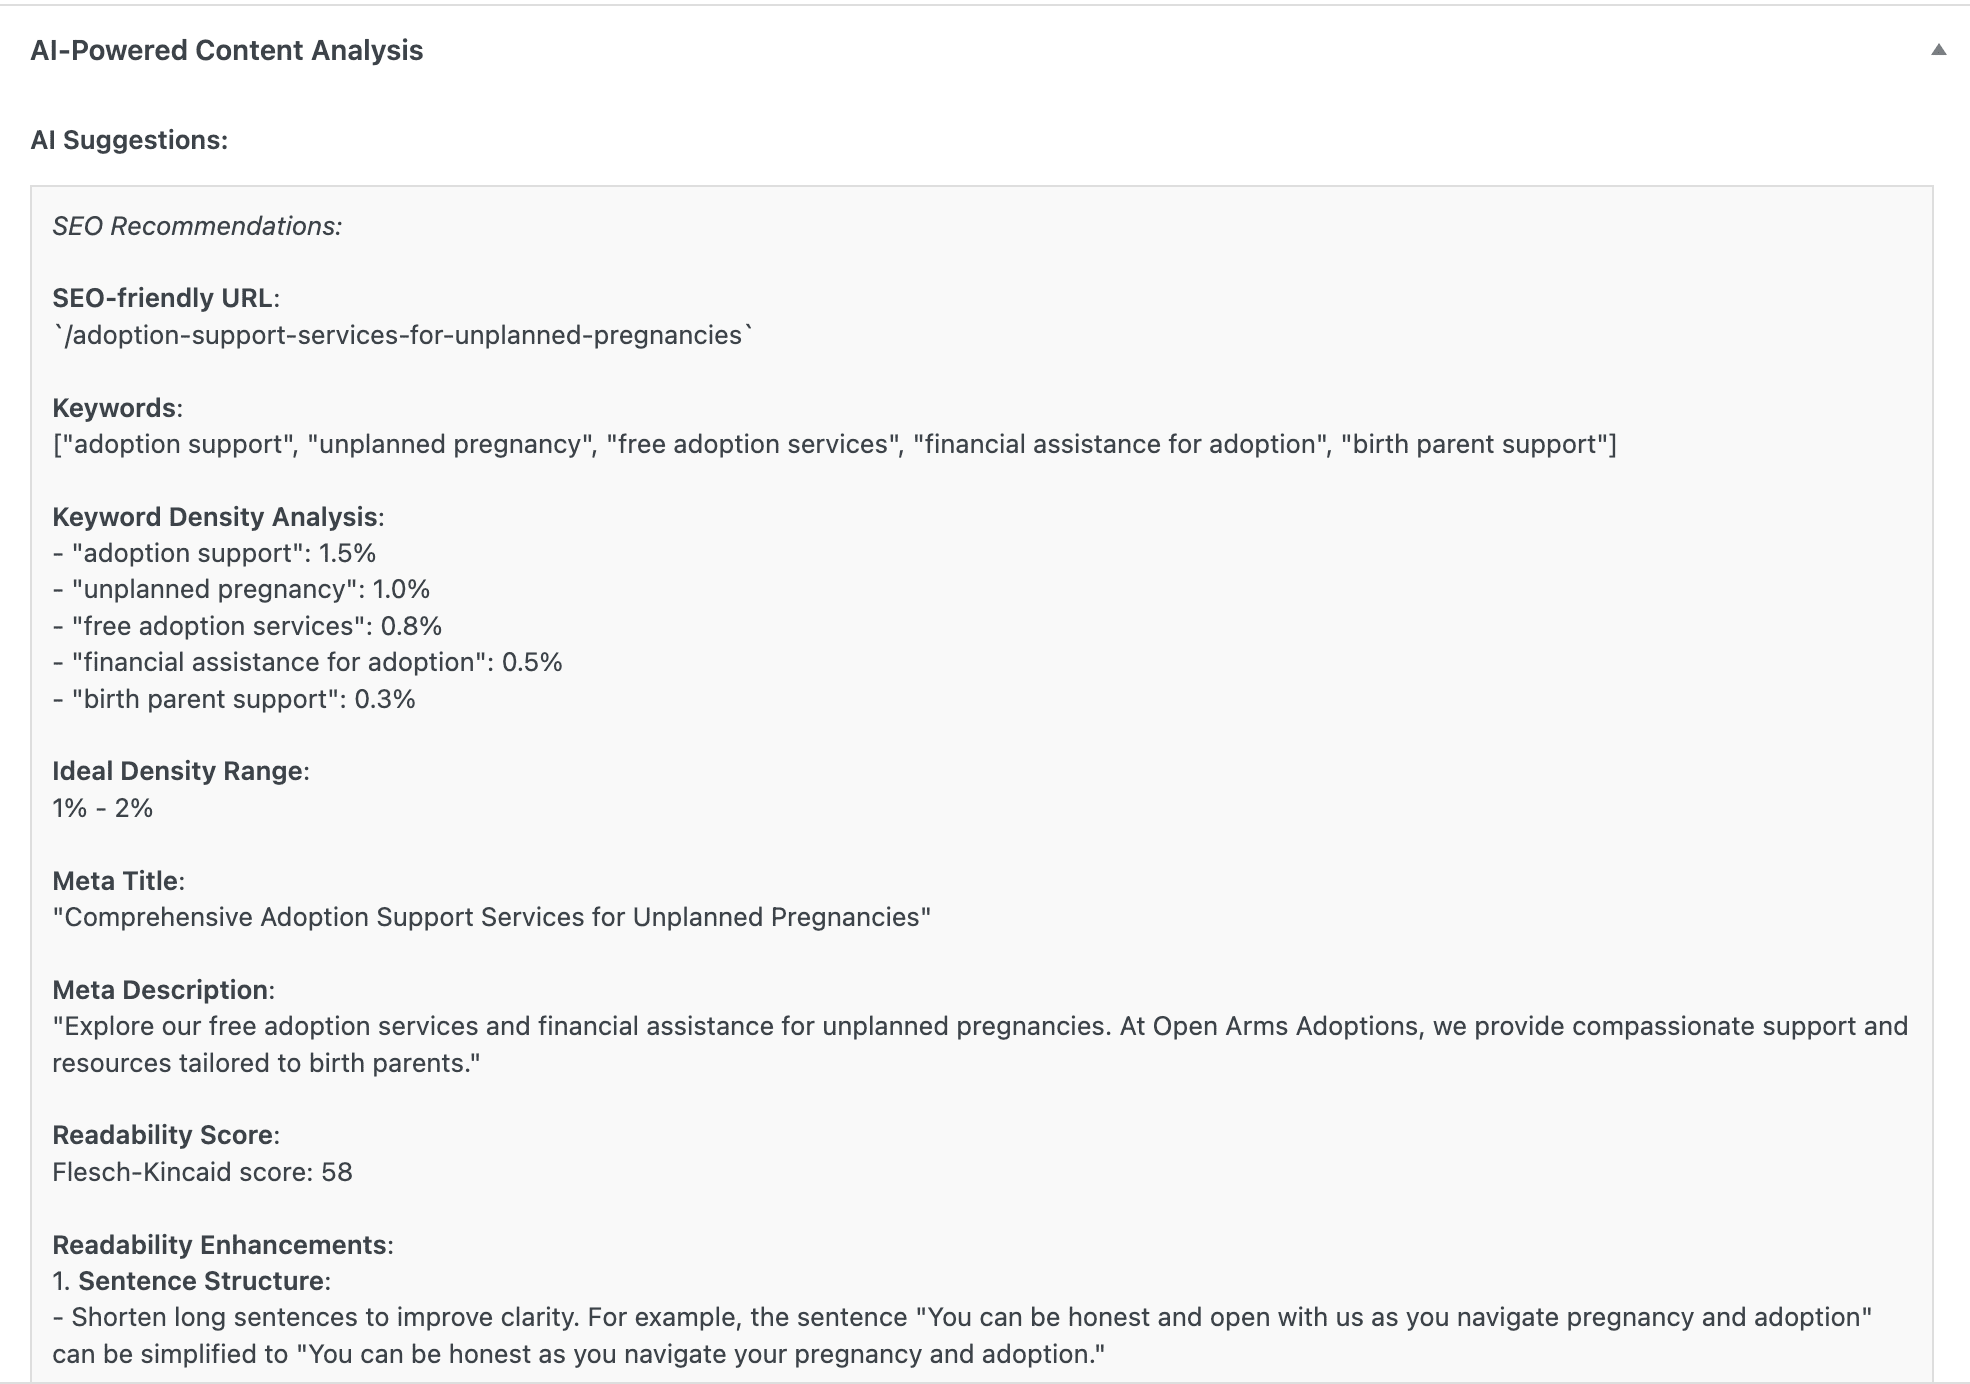 AI-Powered Content Analysis
AI Suggestions:
SEO Recommendations:
SEO-friendly URL:
`/adoption-support-services-for-unplanned-pregnancies`
Keywords:
["adoption support", "unplanned pregnancy", "free adoption services", "financial assistance for adoption", "birth parent support"]
Keyword Density Analysis:
- "adoption support": 1.5%
- "unplanned pregnancy": 1.0%
- "free adoption services": 0.8%
- "financial assistance for adoption": 0.5%
- "birth parent support": 0.3%
Ideal Density Range:
1% - 2%
Meta Title:
"Comprehensive Adoption Support Services for Unplanned Pregnancies"
Meta Description:
"Explore our free adoption services and financial assistance for unplanned pregnancies. At Open Arms Adoptions, we provide compassionate support and
resources tailored to birth parents."
Readability Score:
Flesch-Kincaid score: 58
Readability Enhancements:
1. Sentence Structure:
- Shorten long sentences to improve clarity. For example, the sentence "You can be honest and open with us as you navigate pregnancy and adoption"
can be simplified to "You can be honest as you navigate your pregnancy and adoption."